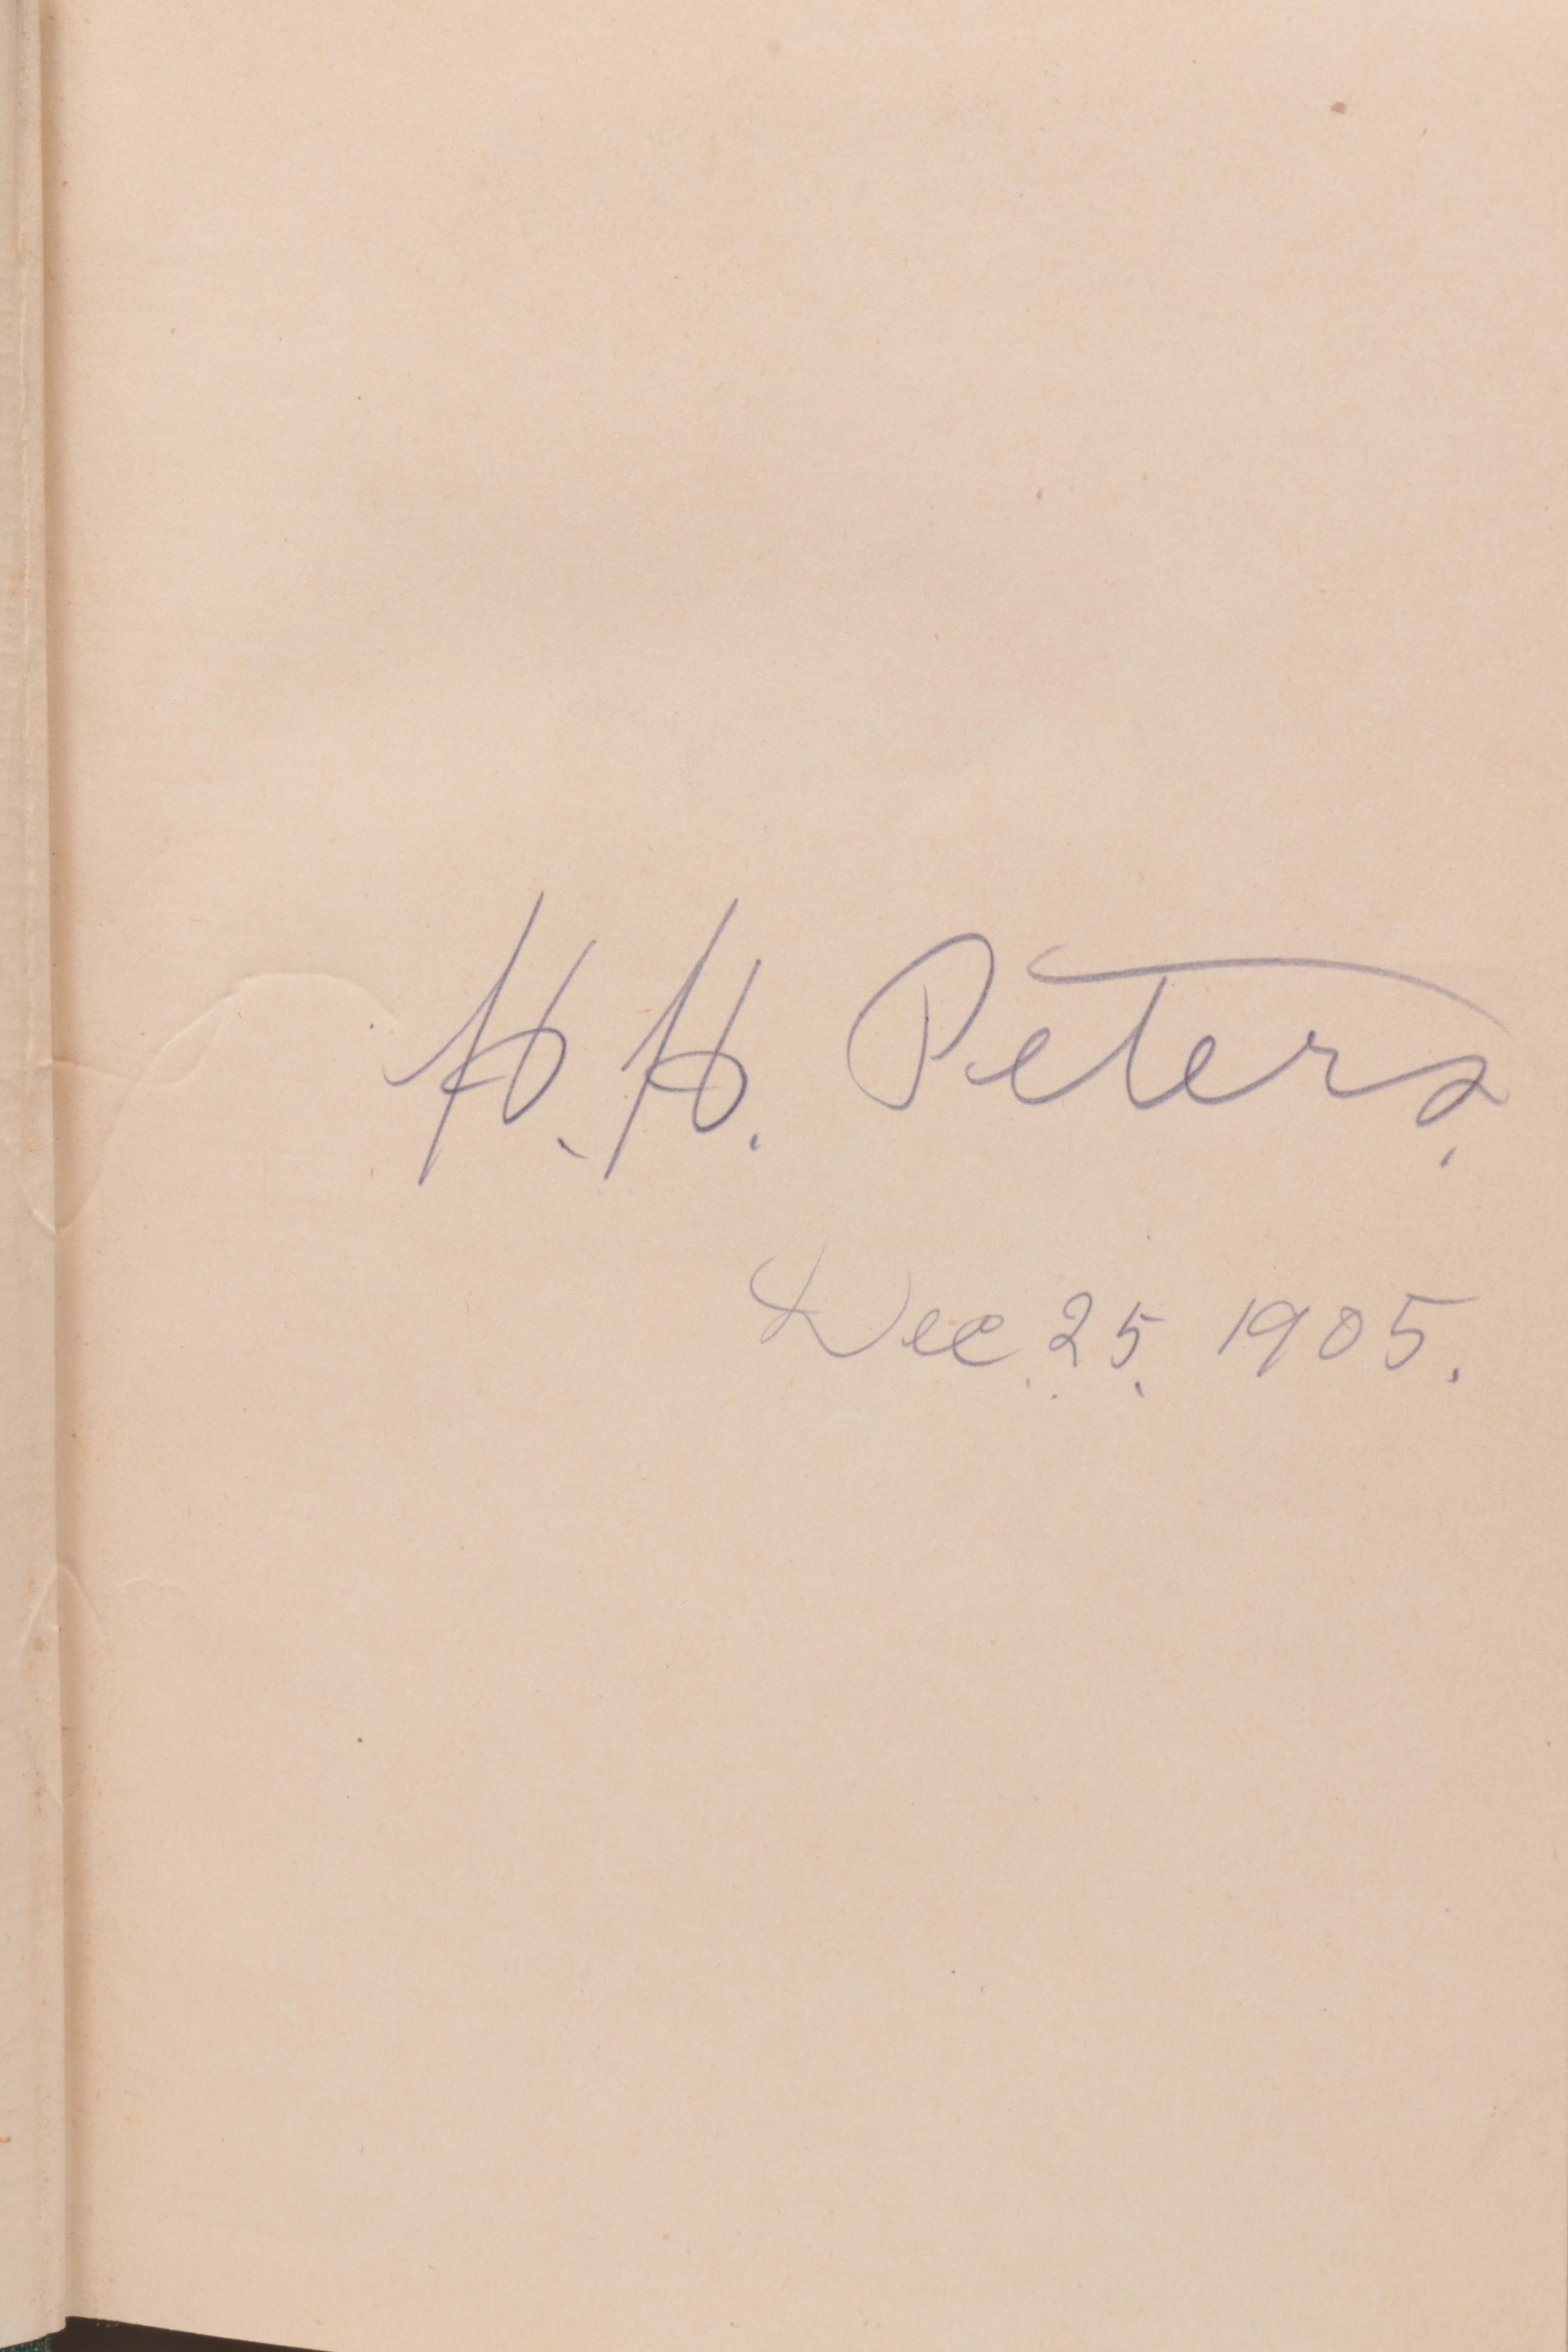 H. H. Peters.
Dec. 25, 1905.